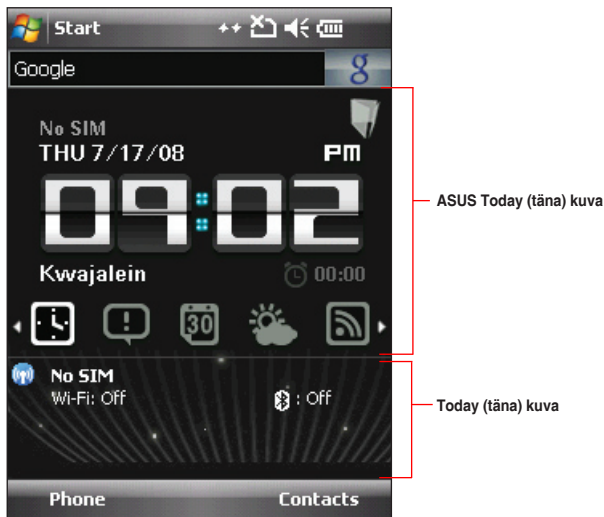 Start
Google
g
No SIM
THU 7/17/08 PM
09:02
Kwajalein 00:00
30
ASUS Today (täna) kuva
No SIM
Wi-Fi: Off : Off
Today (täna) kuva
Phone Contacts